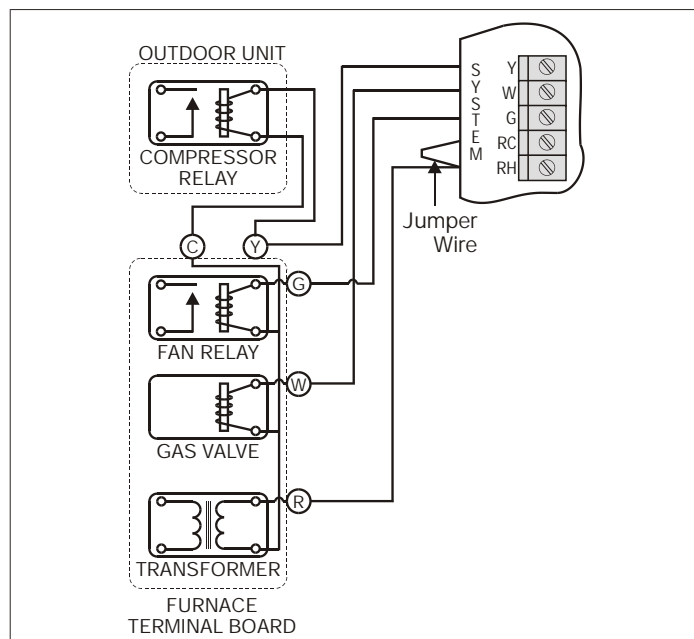 OUTDOOR UNIT
COMPRESSOR
RELAY
SYSTEM
Y
W
G
RC
RH
Jumper
Wire
C
Y
G
FAN RELAY
W
GAS VALVE
R
TRANSFORMER
FURNACE
TERMINAL BOARD